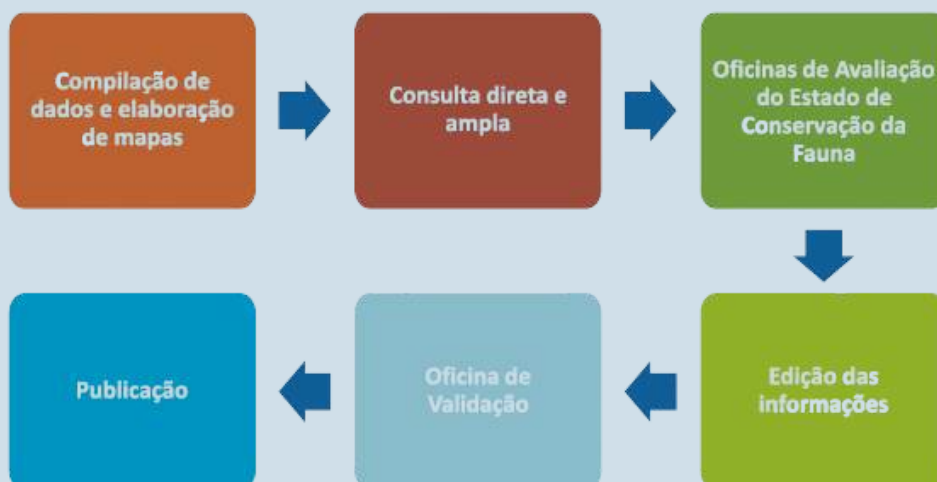 Compilação de
dados e elaboração
de mapas
Consulta direta e
ampla
Oficinas de Avaliação
do Estado de
Conservação da
Fauna
Edição das
informações
Oficina de
Validação
Publicação